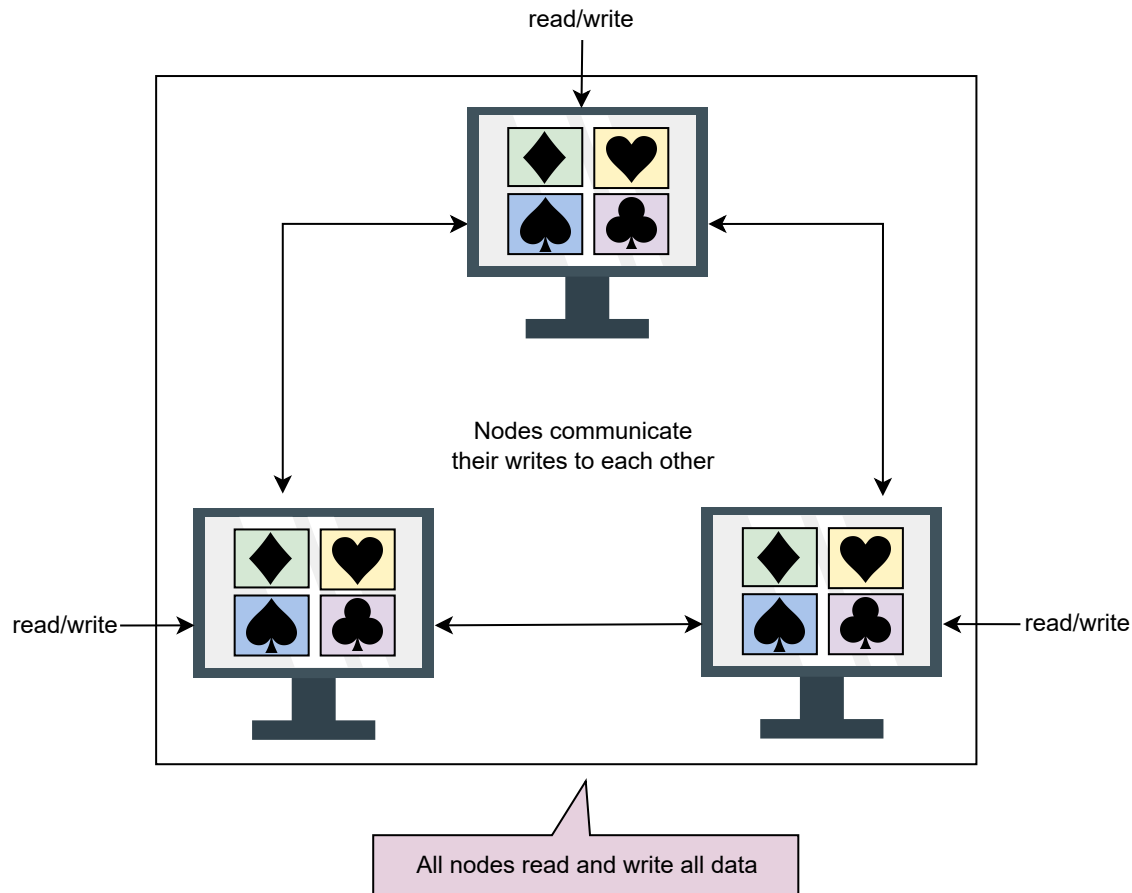 read/write
Nodes communicate
their writes to each other
read/write
read/write
All nodes read and write all data